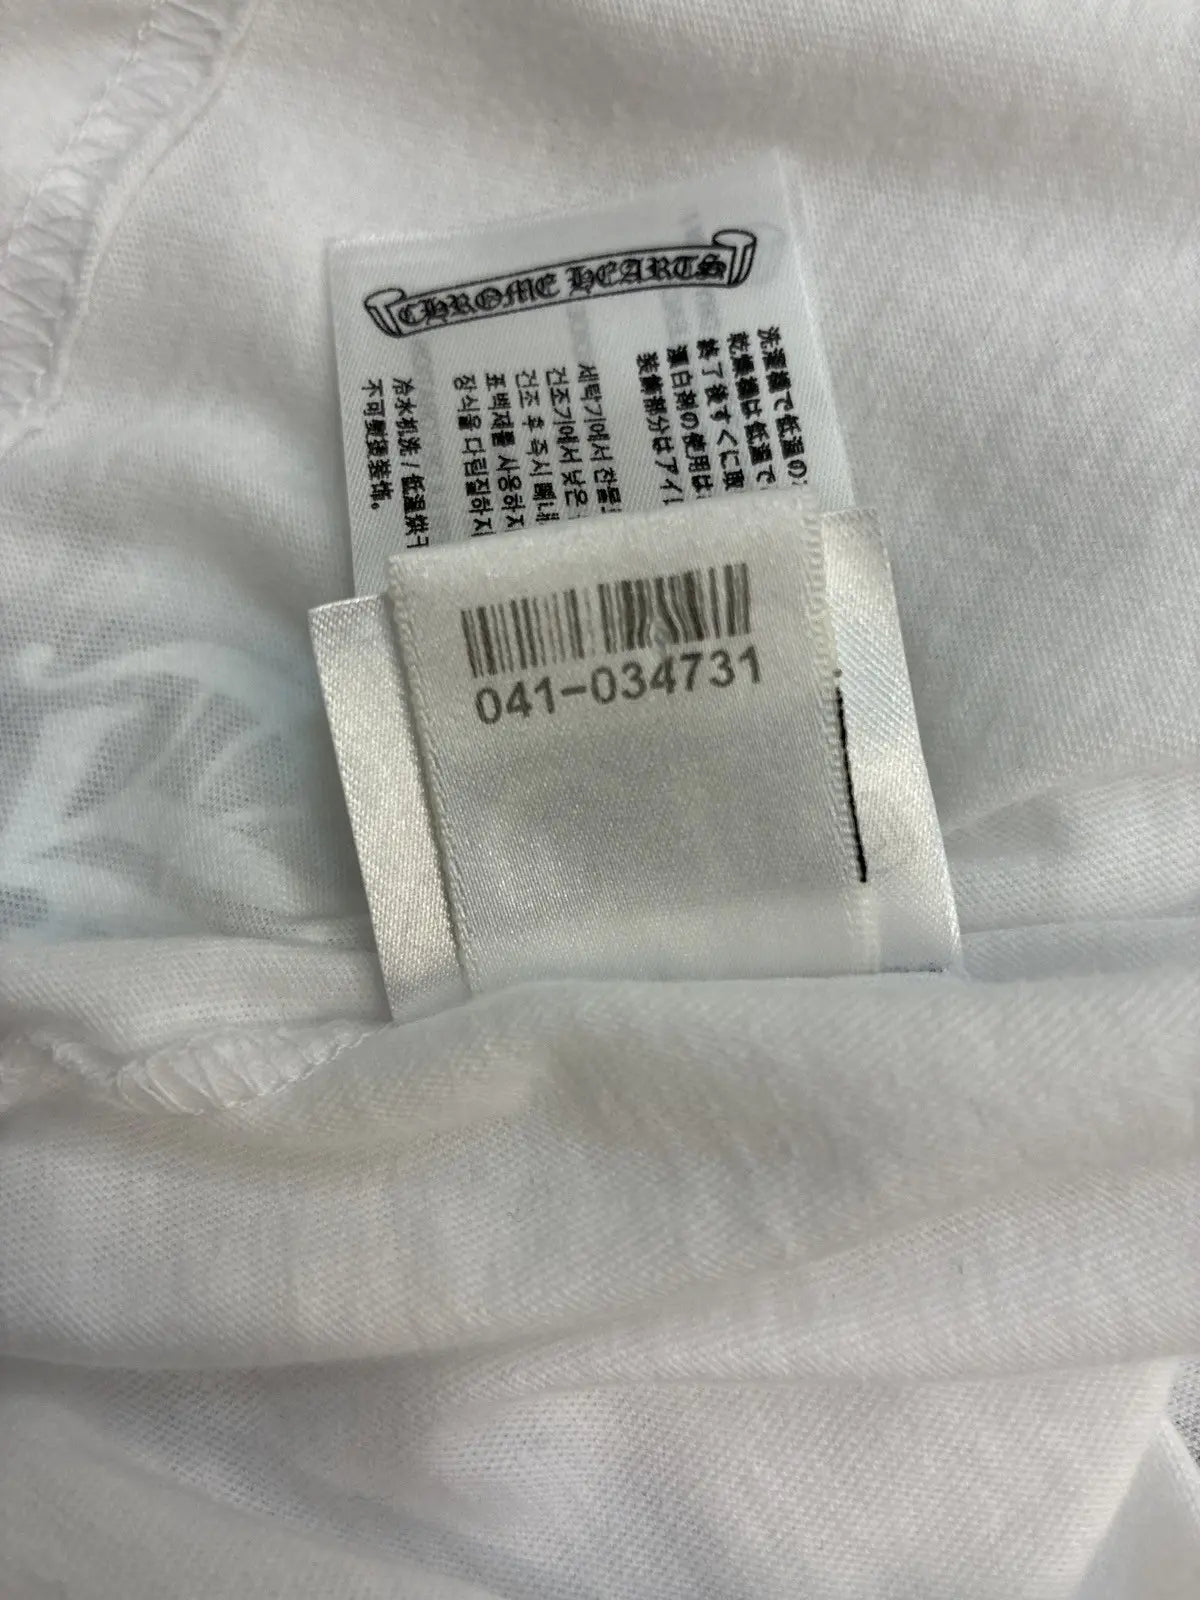 CHROME HEARTS
洗濯機で低温の
乾燥機は低温で
終了後すぐに取
漂白剤の使用は
装飾部分はアイ
세탁기에서 찬물
건조기에서 낮은
건조 후 즉시 꺼내
표백제를 사용하지
장식을 다림질하지
冷水机洗 / 低温烘干
不可熨烫装饰。
041-034731